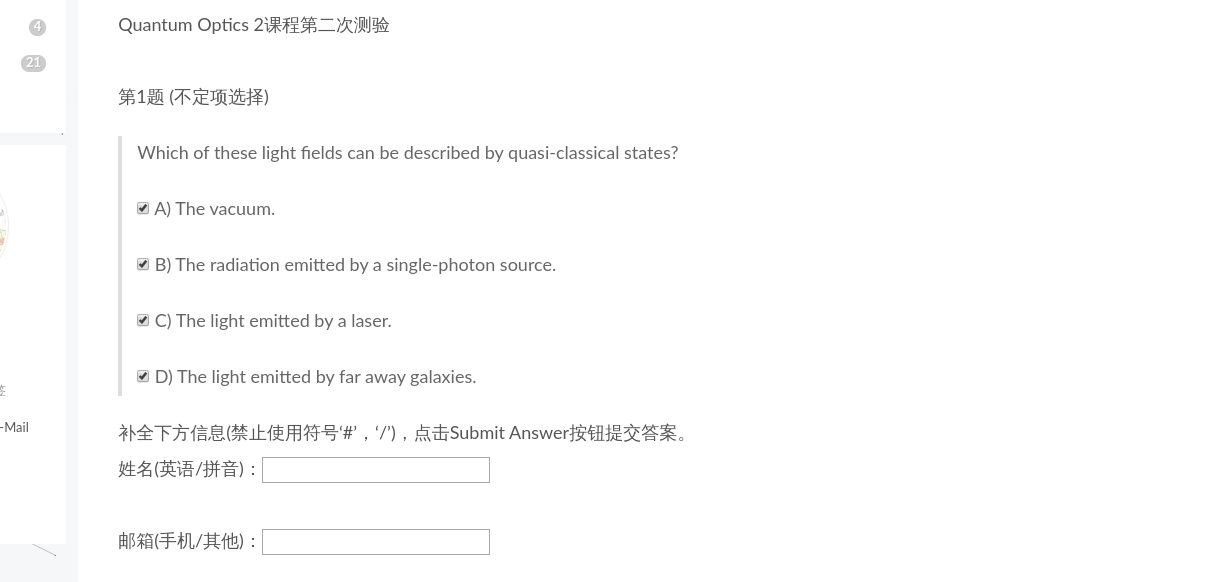 4
21
Quantum Optics 2课程第二次测验
第1题 (不定项选择)
Which of these light fields can be described by quasi-classical states?
A) The vacuum.
B) The radiation emitted by a single-photon source.
C) The light emitted by a laser.
D) The light emitted by far away galaxies.
签
-Mail
补全下方信息(禁止使用符号‘#’，‘/’)，点击Submit Answer按钮提交答案。
姓名(英语/拼音)：
邮箱(手机/其他)：